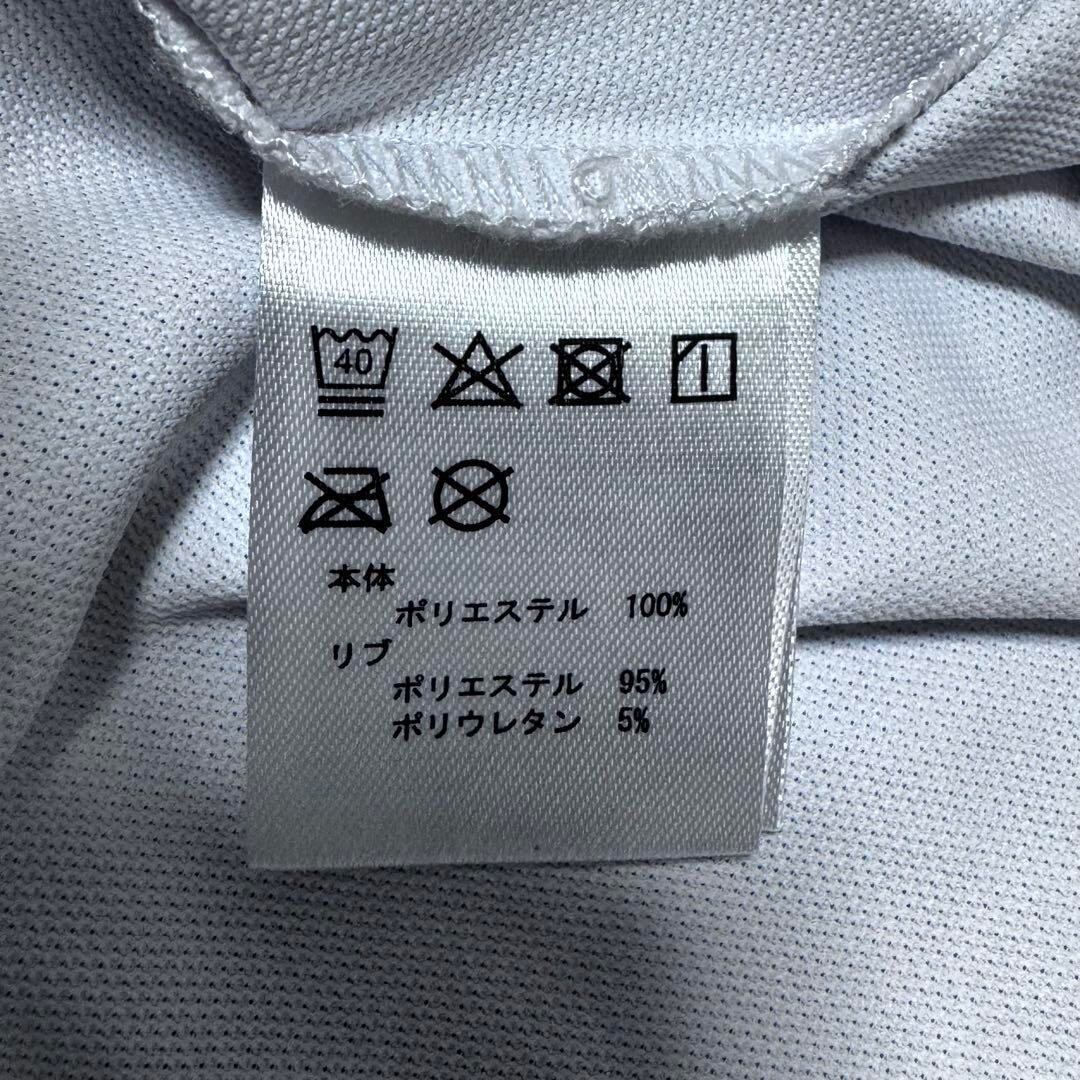 40
本体
ポリエステル 100%
リブ
ポリエステル 95%
ポリウレタン 5%